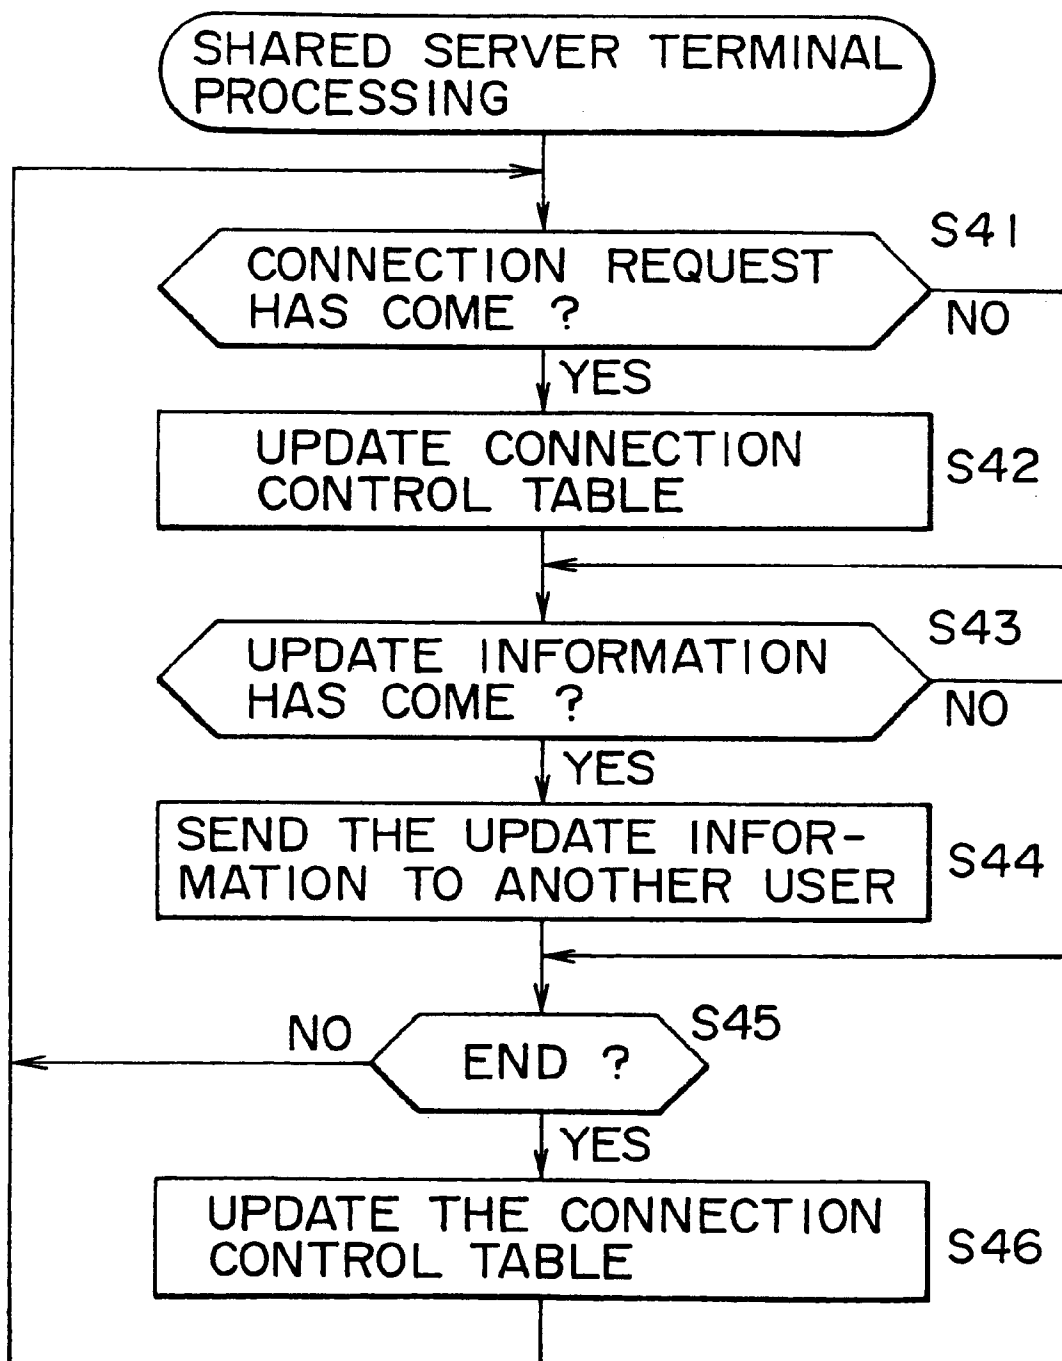 SHARED SERVER TERMINAL
PROCESSING
S41
CONNECTION REQUEST
HAS COME ?
NO
YES
UPDATE CONNECTION
CONTROL TABLE
S42
S43
UPDATE INFORMATION
HAS COME ?
NO
YES
SEND THE UPDATE INFOR-
MATION TO ANOTHER USER
S44
NO
S45
END ?
YES
UPDATE THE CONNECTION
CONTROL TABLE
S46